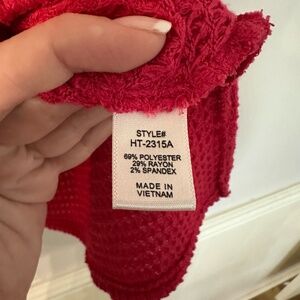 STYLE#
HT-2315A
69% POLYESTER
29% RAYON
2% SPANDEX
MADE IN
VIETNAM